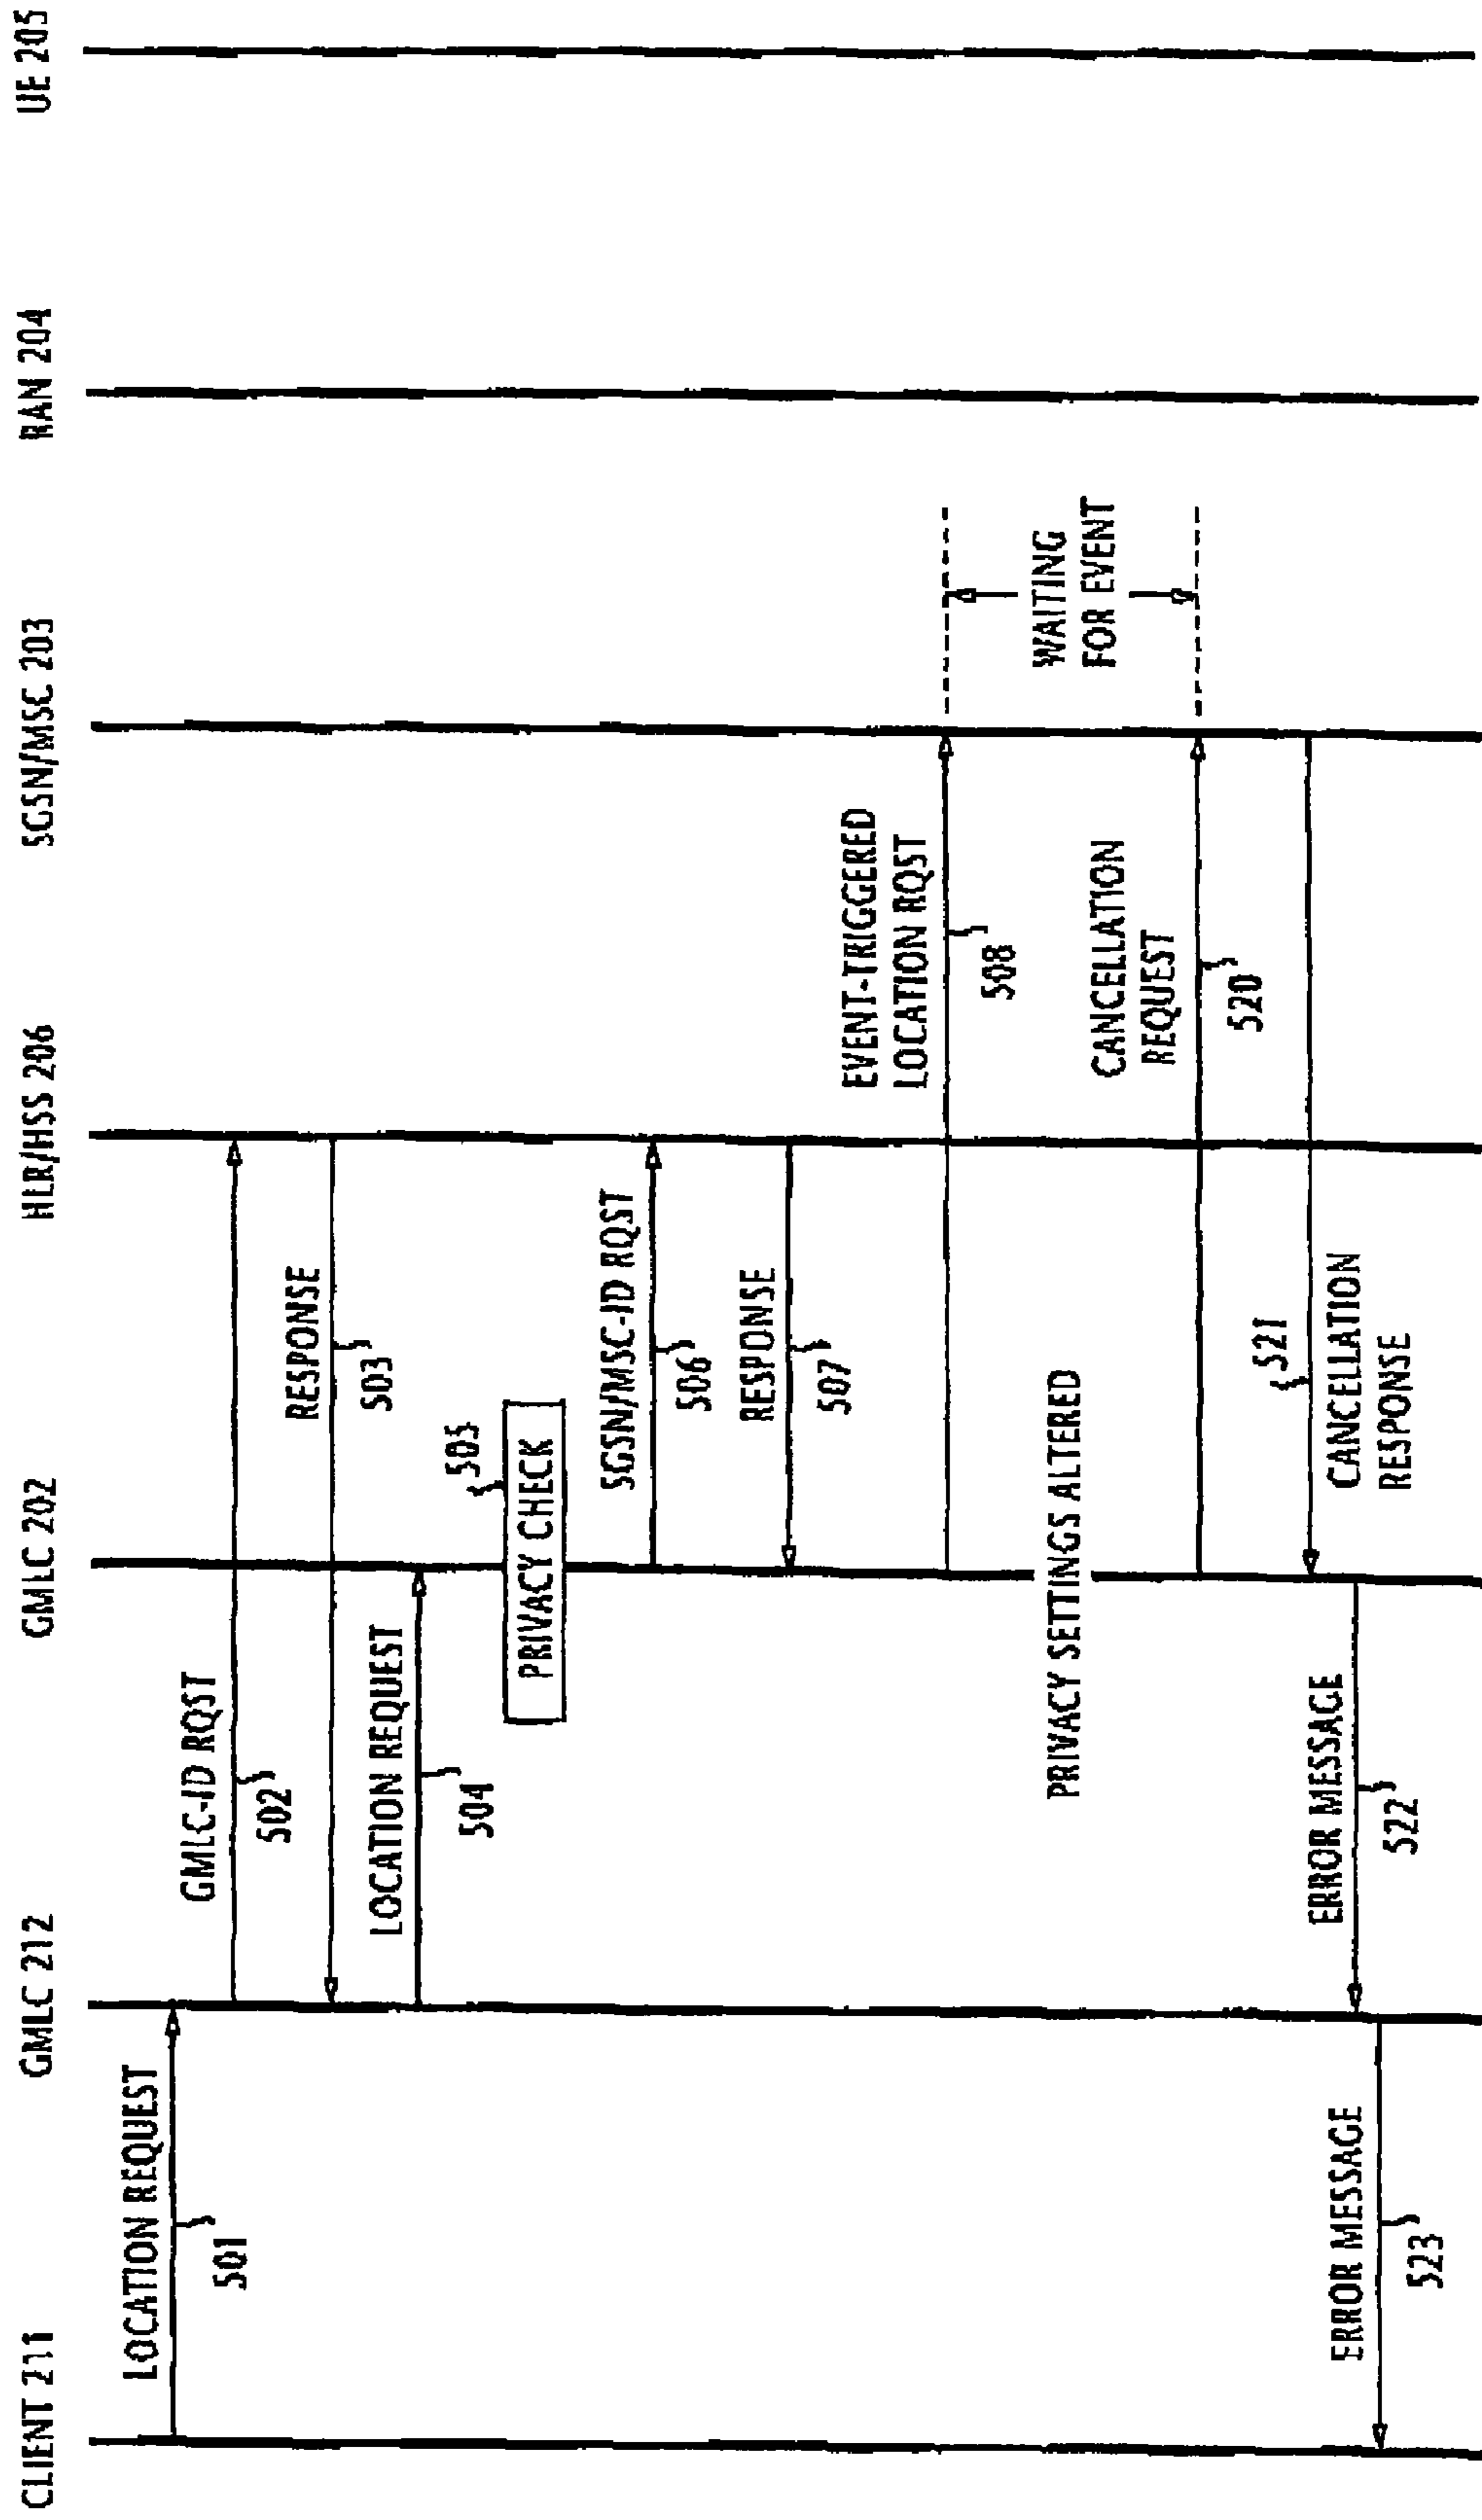 CLIENT 211
GMLC 212
GMLC 202
HLR/HSS 206
SGSN/MSC 203
RAN 204
UE 205
LOCATION REQUEST
501
GMLC-ID RQST
502
RESPONSE
503
LOCATION REQUEST
504
505
PRIVACY CHECK
SGSN/MSC-ID RQST
506
RESPONSE
507
EVENT-TRIGGERED
LOCATION RQST
508
WAITING
FOR EVENT
PRIVACY SETTINGS ALTERED
CANCELLATION
REQUEST
520
521
CANCELLATION
RESPONSE
ERROR MESSAGE
522
ERROR MESSAGE
523